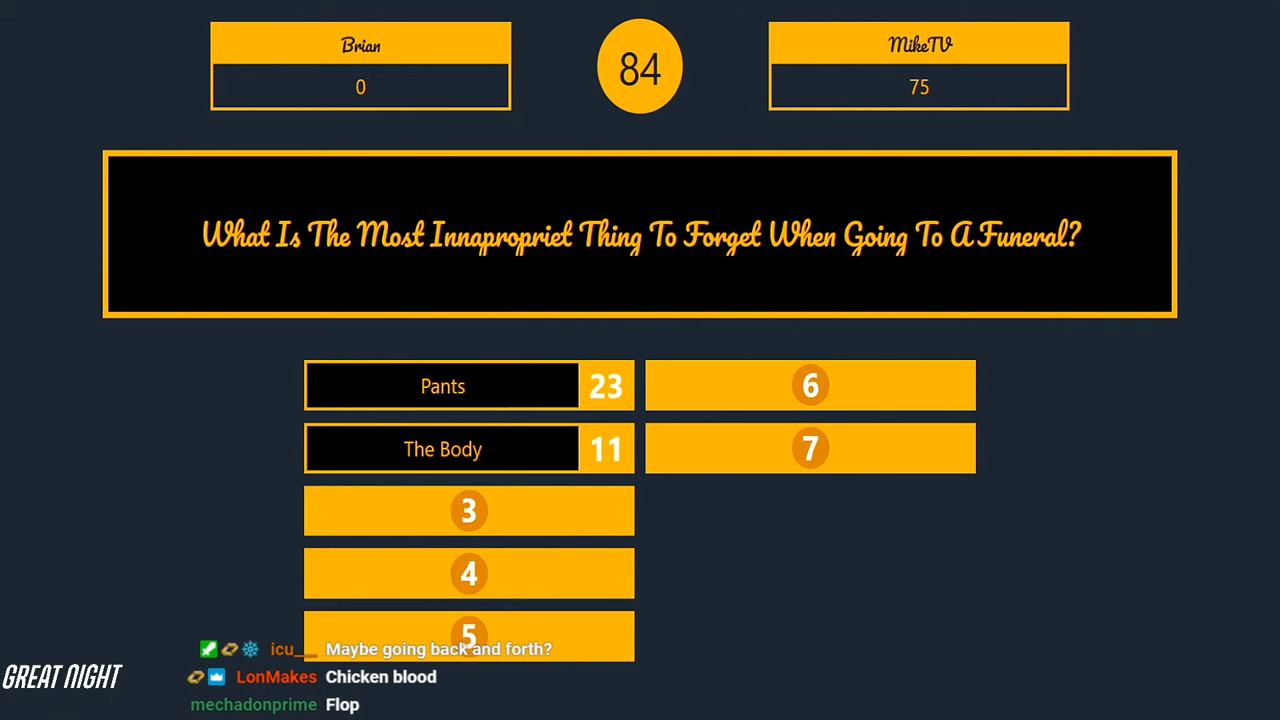 Brian
0
84
MikeTV
75
What Is The Most Innapropriet Thing To Forget When Going To A Funeral?
Pants 23
The Body 11
3
4
5
6
7
icu__ Maybe going back and forth?
LonMakes Chicken blood
mechadonprime Flop
GREAT NIGHT